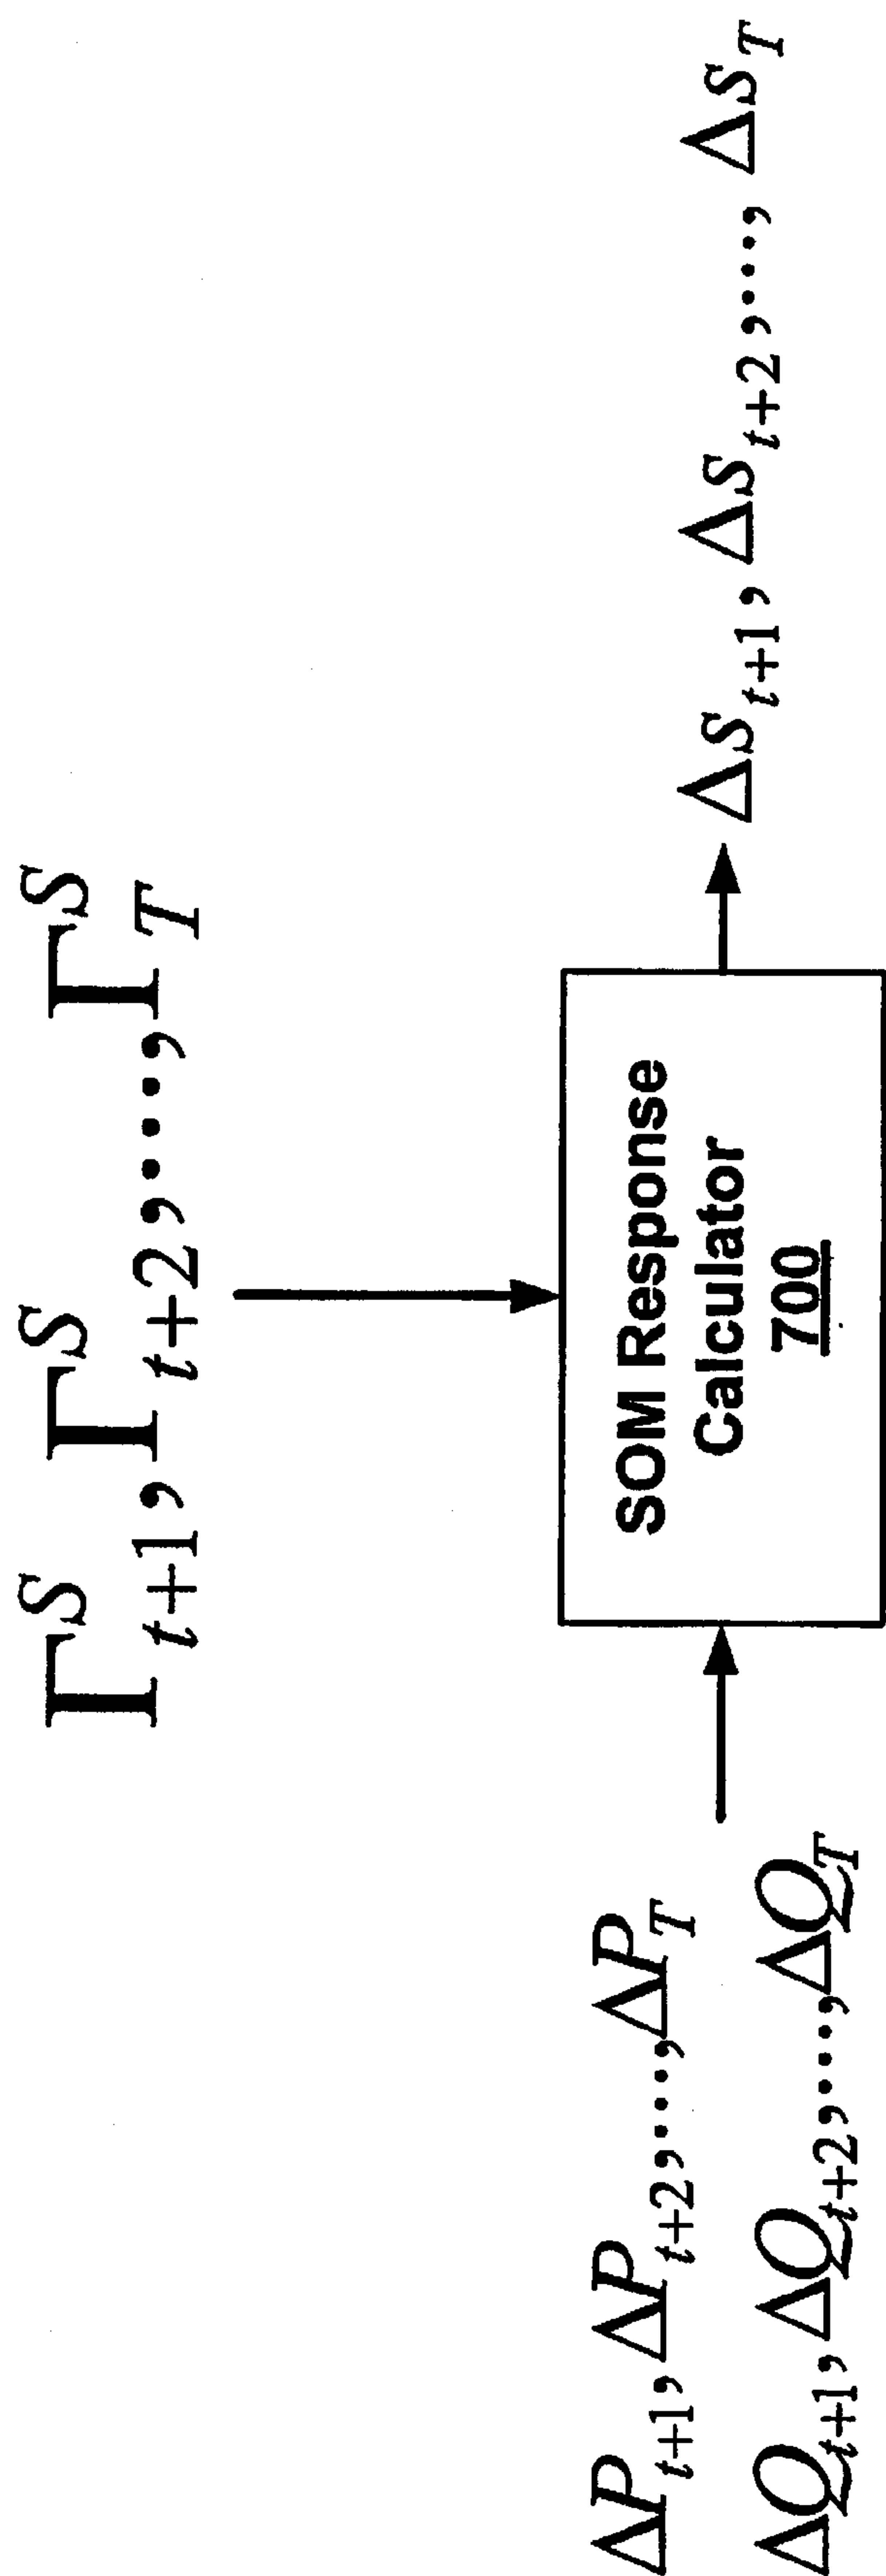 Γ^S_{t+1}, Γ^S_{t+2}, ..., Γ^S_T
SOM Response
Calculator
700
ΔP_{t+1}, ΔP_{t+2}, ..., ΔP_T
ΔQ_{t+1}, ΔQ_{t+2}, ..., ΔQ_T
Δs_{t+1}, Δs_{t+2}, ..., Δs_T